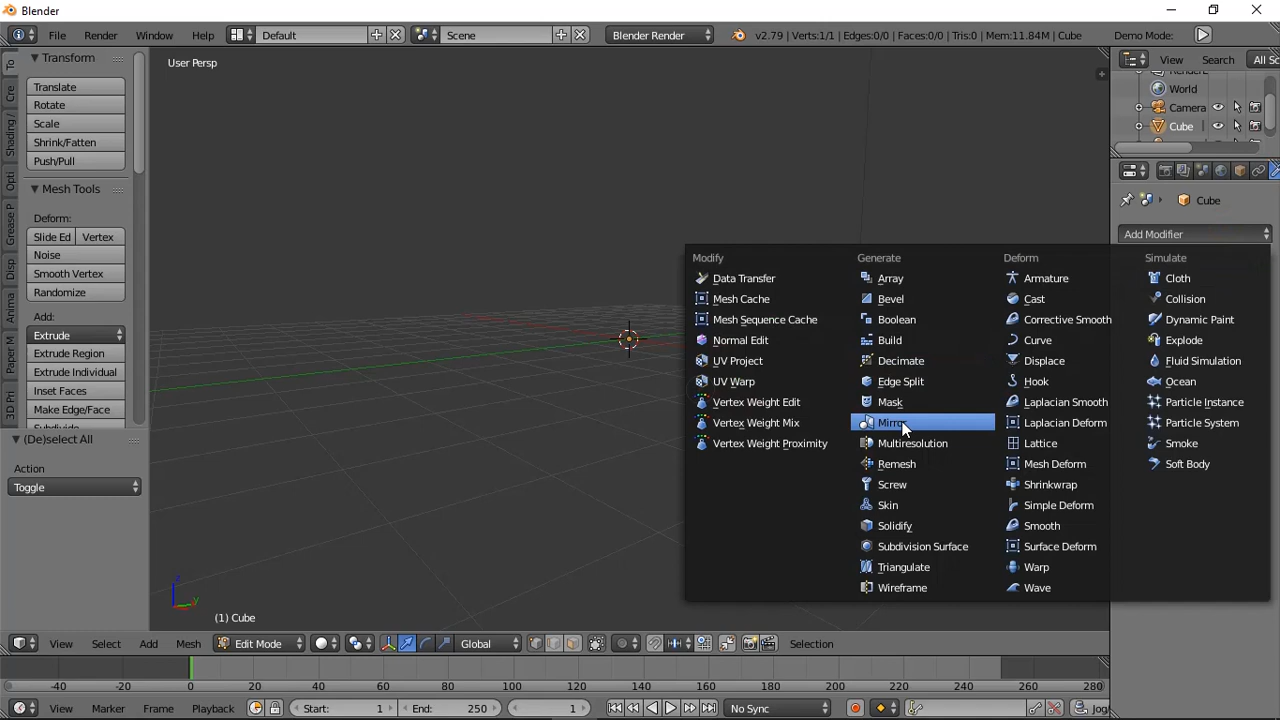 Blender
File Render Window Help Default Scene Blender Render v2.79 | Verts:1/1 | Edges:0/0 | Faces:0/0 | Tris:0 | Mem:11.84M | Cube Demo Mode:
To
Cre
Shading /
Opti
Grease P
Disp
Anima
Paper M
3D Pri
Transform
Translate
Rotate
Scale
Shrink/Fatten
Push/Pull
Mesh Tools
Deform:
Slide Ed Vertex
Noise
Smooth Vertex
Randomize
Add:
Extrude
Extrude Region
Extrude Individual
Inset Faces
Make Edge/Face
(De)select All
Action
Toggle
User Persp
z
y
(1) Cube
View Search All Sc
World
Camera
Cube
Cube
Add Modifier
Modify
Data Transfer
Mesh Cache
Mesh Sequence Cache
Normal Edit
UV Project
UV Warp
Vertex Weight Edit
Vertex Weight Mix
Vertex Weight Proximity
Generate
Array
Bevel
Boolean
Build
Decimate
Edge Split
Mask
Mirror
Multiresolution
Remesh
Screw
Skin
Solidify
Subdivision Surface
Triangulate
Wireframe
Deform
Armature
Cast
Corrective Smooth
Curve
Displace
Hook
Laplacian Smooth
Laplacian Deform
Lattice
Mesh Deform
Shrinkwrap
Simple Deform
Smooth
Surface Deform
Warp
Wave
Simulate
Cloth
Collision
Dynamic Paint
Explode
Fluid Simulation
Ocean
Particle Instance
Particle System
Smoke
Soft Body
View Select Add Mesh Edit Mode Global Selection
-40 -20 0 20 40 60 80 100 120 140 160 180 200 220 240 260 280
View Marker Frame Playback Start: 1 End: 250 1 No Sync